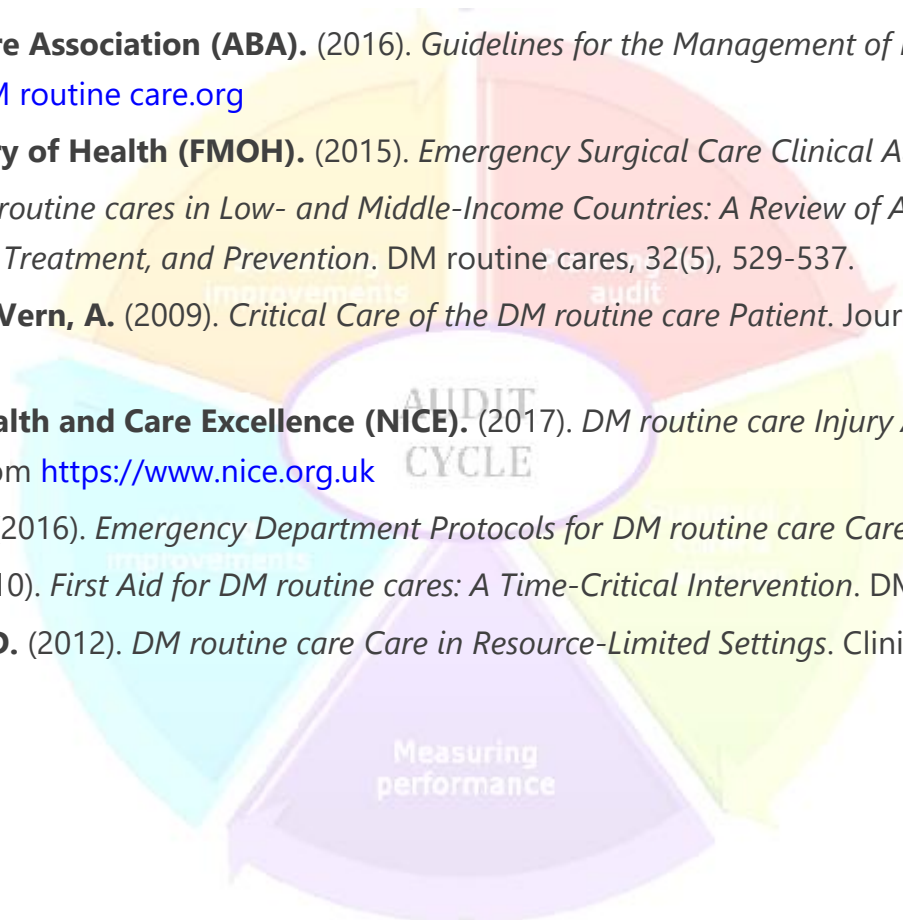 re Association (ABA). (2016). Guidelines for the Management of
M routine care.org
ry of Health (FMOH). (2015). Emergency Surgical Care Clinical A
routine cares in Low- and Middle-Income Countries: A Review of A
Treatment, and Prevention. DM routine cares, 32(5), 529-537.
improvements
audit
Vern, A. (2009). Critical Care of the DM routine care Patient. Jour
AUDIT
CYCLE
alth and Care Excellence (NICE). (2017). DM routine care Injury
om https://www.nice.org.uk
2016). Emergency Department Protocols for DM routine care Care
improvements
10). First Aid for DM routine cares: A Time-Critical Intervention. DM
D. (2012). DM routine care Care in Resource-Limited Settings. Clini
Measuring
performance